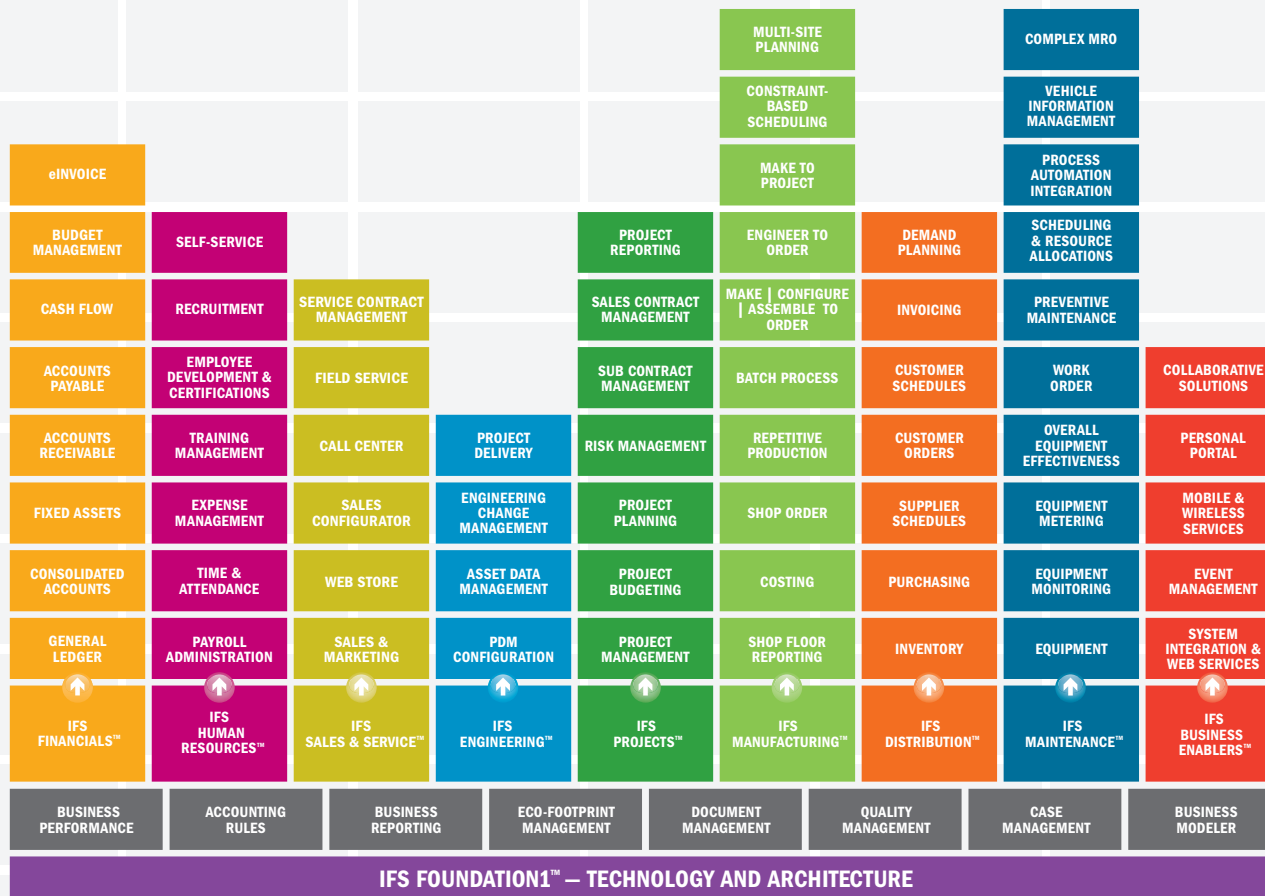 MULTI-SITE
PLANNING
COMPLEX MRO
CONSTRAINT-
BASED
SCHEDULING
VEHICLE
INFORMATION
MANAGEMENT
eINVOICE
MAKE TO
PROJECT
PROCESS
AUTOMATION
INTEGRATION
BUDGET
MANAGEMENT
SELF-SERVICE
PROJECT
REPORTING
ENGINEER TO
ORDER
DEMAND
PLANNING
SCHEDULING
& RESOURCE
ALLOCATIONS
CASH FLOW
RECRUITMENT
SERVICE CONTRACT
MANAGEMENT
SALES CONTRACT
MANAGEMENT
MAKE | CONFIGURE
| ASSEMBLE TO
ORDER
INVOICING
PREVENTIVE
MAINTENANCE
ACCOUNTS
PAYABLE
EMPLOYEE
DEVELOPMENT &
CERTIFICATIONS
FIELD SERVICE
SUB CONTRACT
MANAGEMENT
BATCH PROCESS
CUSTOMER
SCHEDULES
WORK
ORDER
COLLABORATIVE
SOLUTIONS
ACCOUNTS
RECEIVABLE
TRAINING
MANAGEMENT
CALL CENTER
PROJECT
DELIVERY
RISK MANAGEMENT
REPETITIVE
PRODUCTION
CUSTOMER
ORDERS
OVERALL
EQUIPMENT
EFFECTIVENESS
PERSONAL
PORTAL
FIXED ASSETS
EXPENSE
MANAGEMENT
SALES
CONFIGURATOR
ENGINEERING
CHANGE
MANAGEMENT
PROJECT
PLANNING
SHOP ORDER
SUPPLIER
SCHEDULES
EQUIPMENT
METERING
MOBILE &
WIRELESS
SERVICES
CONSOLIDATED
ACCOUNTS
TIME &
ATTENDANCE
WEB STORE
ASSET DATA
MANAGEMENT
PROJECT
BUDGETING
COSTING
PURCHASING
EQUIPMENT
MONITORING
EVENT
MANAGEMENT
GENERAL
LEDGER
PAYROLL
ADMINISTRATION
SALES &
MARKETING
PDM
CONFIGURATION
PROJECT
MANAGEMENT
SHOP FLOOR
REPORTING
INVENTORY
EQUIPMENT
SYSTEM
INTEGRATION &
WEB SERVICES
IFS
FINANCIALS™
IFS
HUMAN
RESOURCES™
IFS
SALES & SERVICE™
IFS
ENGINEERING™
IFS
PROJECTS™
IFS
MANUFACTURING™
IFS
DISTRIBUTION™
IFS
MAINTENANCE™
IFS
BUSINESS
ENABLERS™
BUSINESS
PERFORMANCE
ACCOUNTING
RULES
BUSINESS
REPORTING
ECO-FOOTPRINT
MANAGEMENT
DOCUMENT
MANAGEMENT
QUALITY
MANAGEMENT
CASE
MANAGEMENT
BUSINESS
MODELER
IFS FOUNDATION1™ — TECHNOLOGY AND ARCHITECTURE